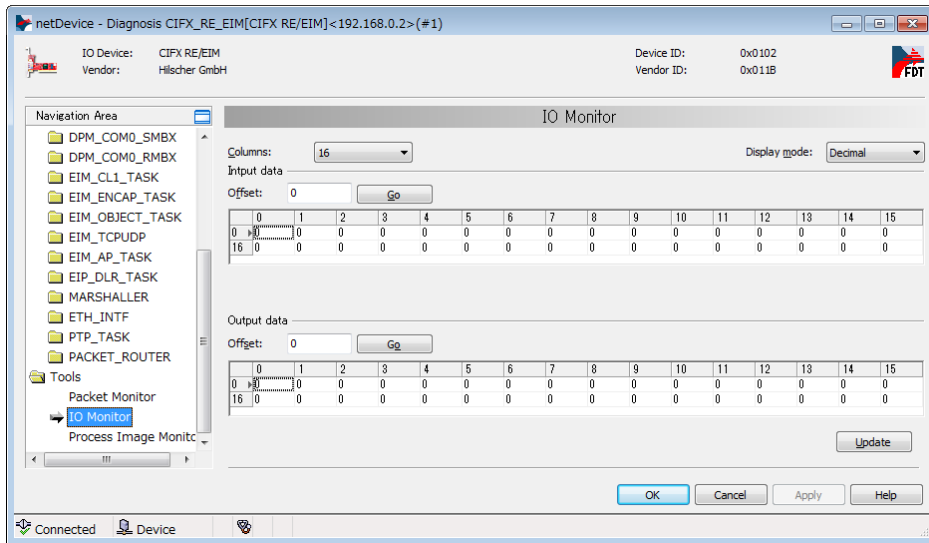 netDevice - Diagnosis CIFX_RE_EIM[CIFX RE/EIM]<192.168.0.2>(#1)
IO Device: CIFX RE/EIM Device ID: 0x0102
Vendor: Hilscher GmbH Vendor ID: 0x011B
FDT
Navigation Area
DPM_COM0_SMBX
DPM_COM0_RMBX
EIM_CL1_TASK
EIM_ENCAP_TASK
EIM_OBJECT_TASK
EIM_TCPUDP
EIM_AP_TASK
EIP_DLR_TASK
MARSHALLER
ETH_INTF
PTP_TASK
PACKET_ROUTER
Tools
Packet Monitor
IO Monitor
Process Image Monitc
IO Monitor
Columns: 16 Display mode: Decimal
Intput data
Offset: 0 Go
0 1 2 3 4 5 6 7 8 9 10 11 12 13 14 15
0 0 0 0 0 0 0 0 0 0 0 0 0 0 0 0 0
16 0 0 0 0 0 0 0 0 0 0 0 0 0 0 0 0
Output data
Offset: 0 Go
0 1 2 3 4 5 6 7 8 9 10 11 12 13 14 15
0 0 0 0 0 0 0 0 0 0 0 0 0 0 0 0 0
16 0 0 0 0 0 0 0 0 0 0 0 0 0 0 0 0
Update
OK Cancel Apply Help
Connected Device